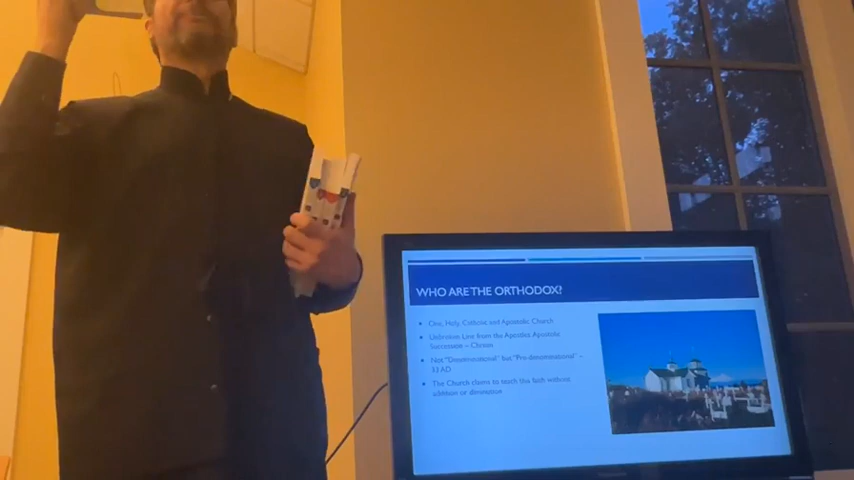 WHO ARE THE ORTHODOX?
• One, Holy, Catholic and Apostolic Church
• Unbroken Line from the Apostles: Apostolic
Succession – Chrism
• Not "Denominational" but "Pre-denominational" –
33 AD
• The Church claims to teach the faith without
addition or diminution